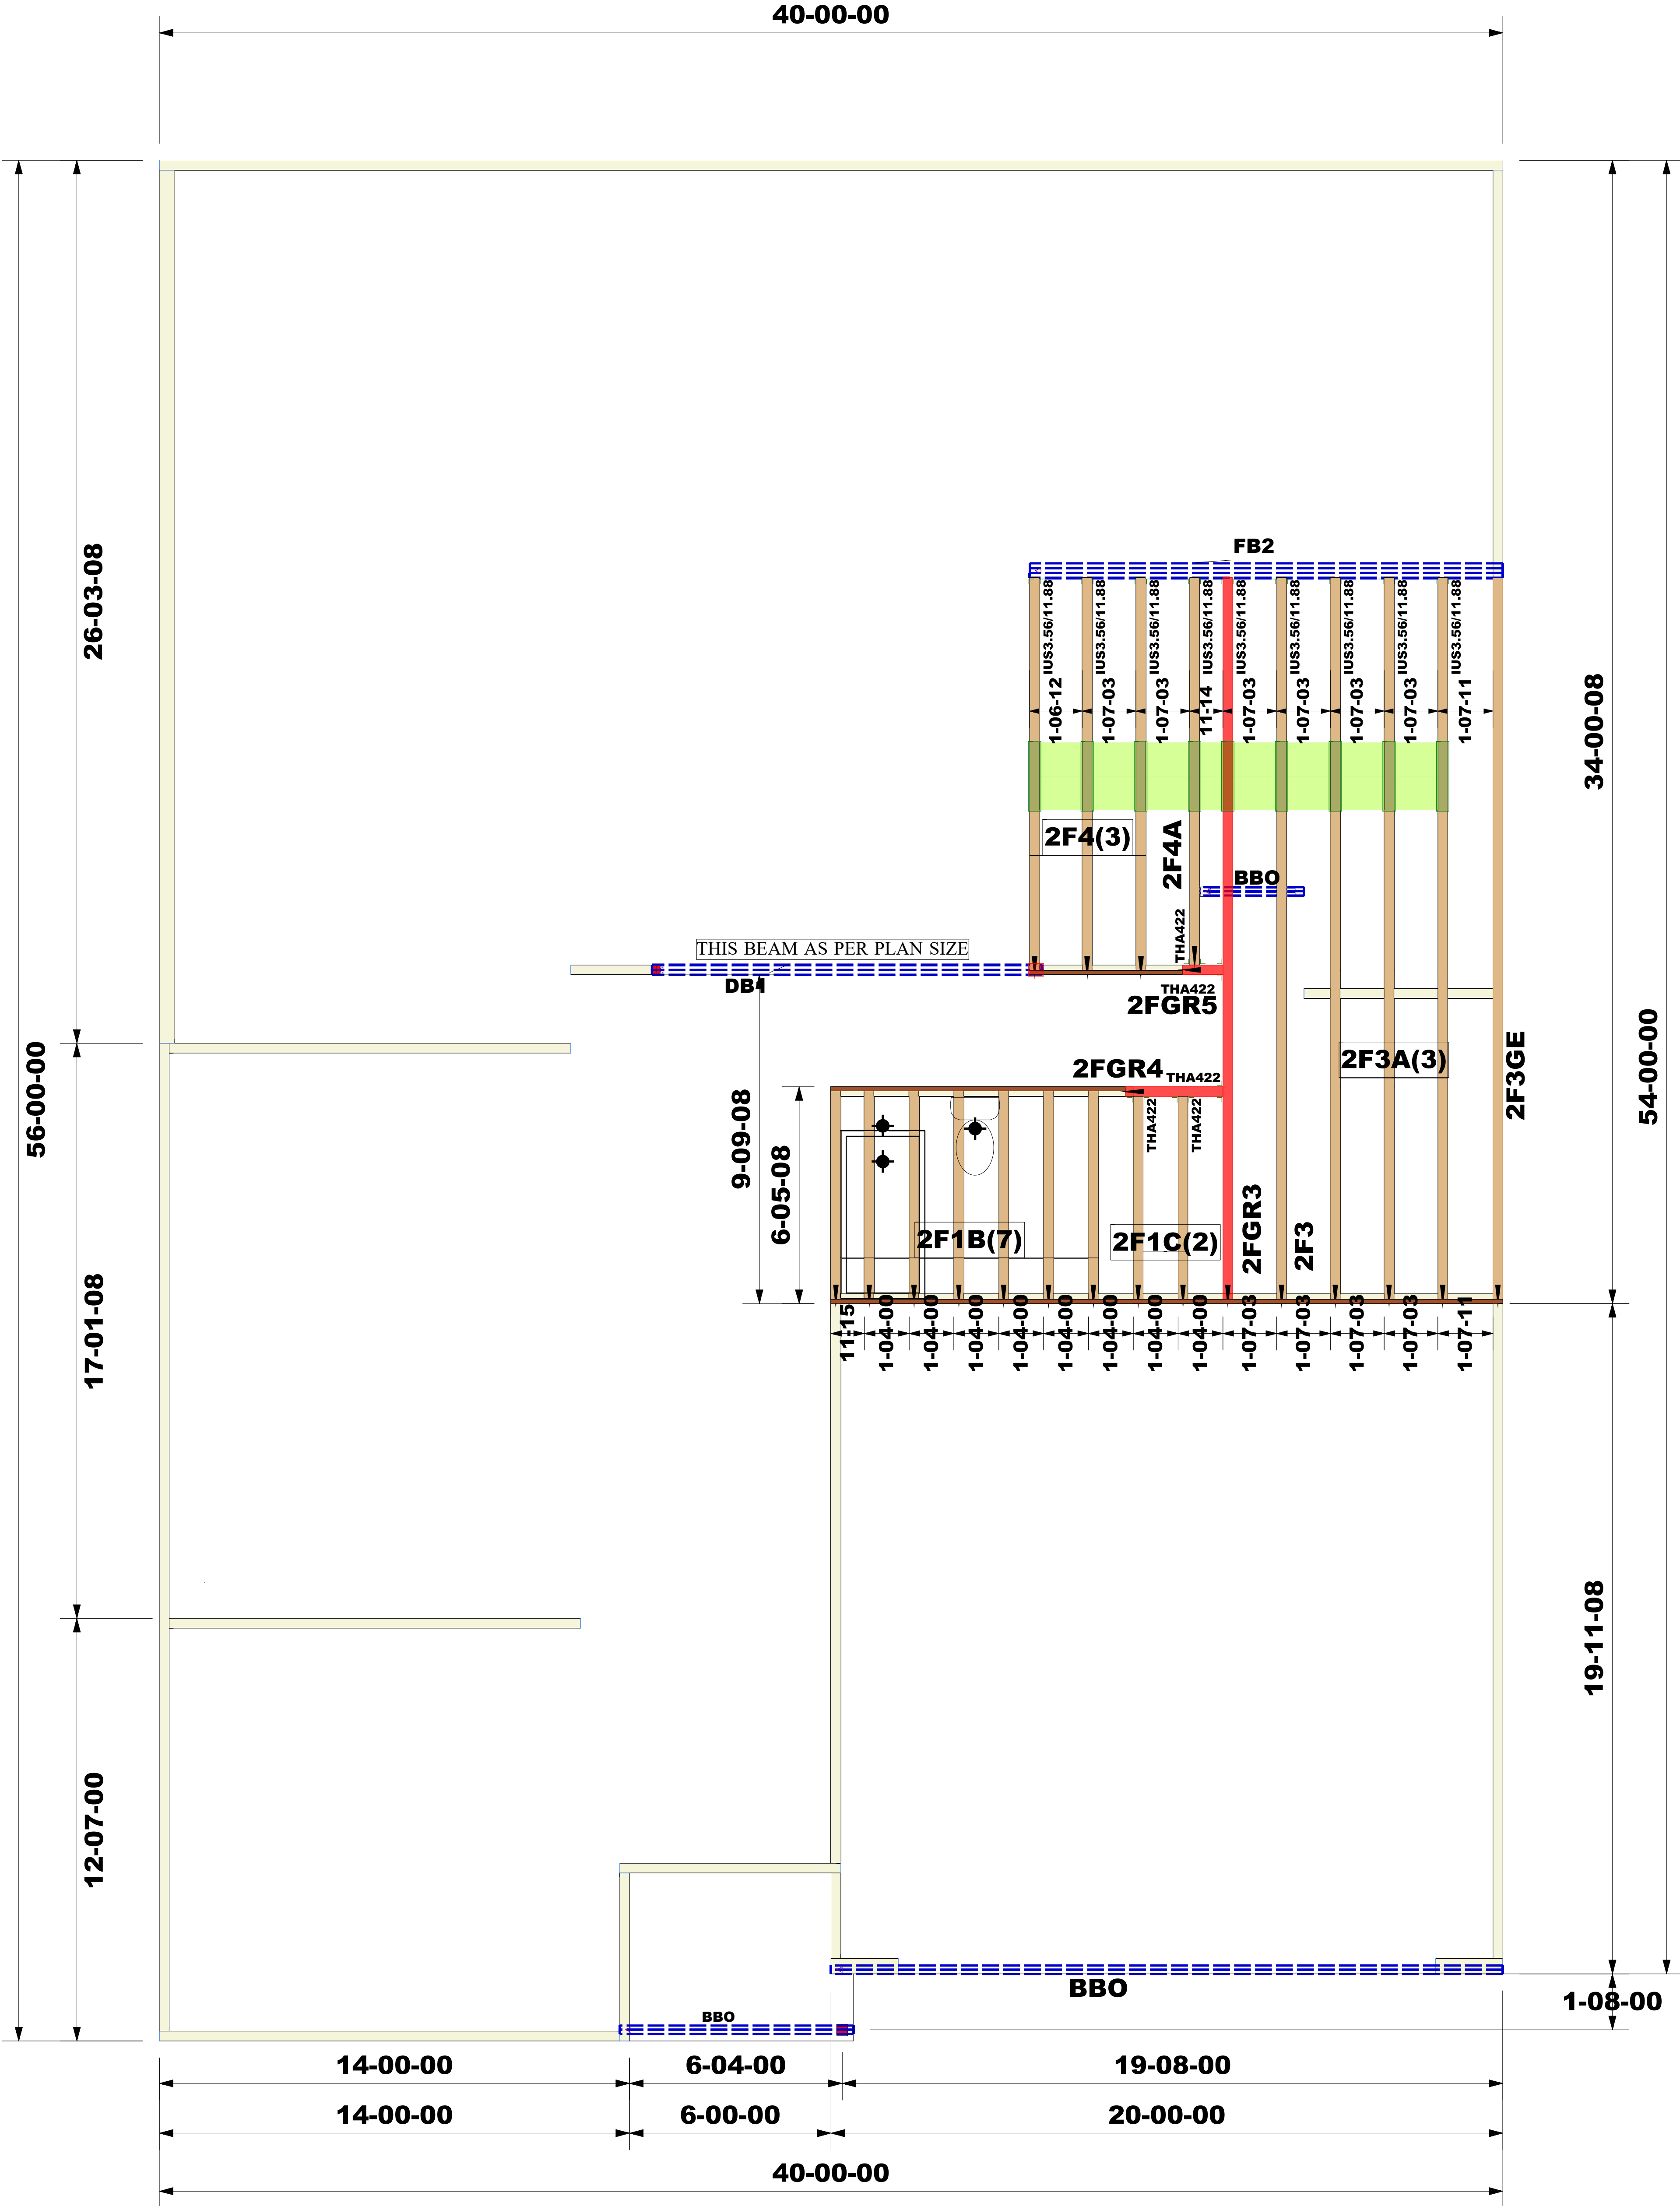 40-00-00
FB2
IUS3.56/11.88
IUS3.56/11.88
IUS3.56/11.88
IUS3.56/11.88
IUS3.56/11.88
IUS3.56/11.88
IUS3.56/11.88
IUS3.56/11.88
IUS3.56/11.88
26-03-08
34-00-08
1-06-12
1-07-03
1-07-03
11-14
1-07-03
1-07-03
1-07-03
1-07-03
1-07-11
2F4(3)
2F4A
BBO
THA422
THIS BEAM AS PER PLAN SIZE
DB1
THA422
2FGR5
56-00-00
54-00-00
2FGR4
THA422
2F3A(3)
2F3GE
9-09-08
6-05-08
THA422
THA422
2F1B(7)
2F1C(2)
2FGR3
2F3
17-01-08
11-15
1-04-00
1-04-00
1-04-00
1-04-00
1-04-00
1-04-00
1-04-00
1-04-00
1-07-03
1-07-03
1-07-03
1-07-03
1-07-11
19-11-08
12-07-00
BBO
1-08-00
BBO
14-00-00
6-04-00
19-08-00
14-00-00
6-00-00
20-00-00
40-00-00